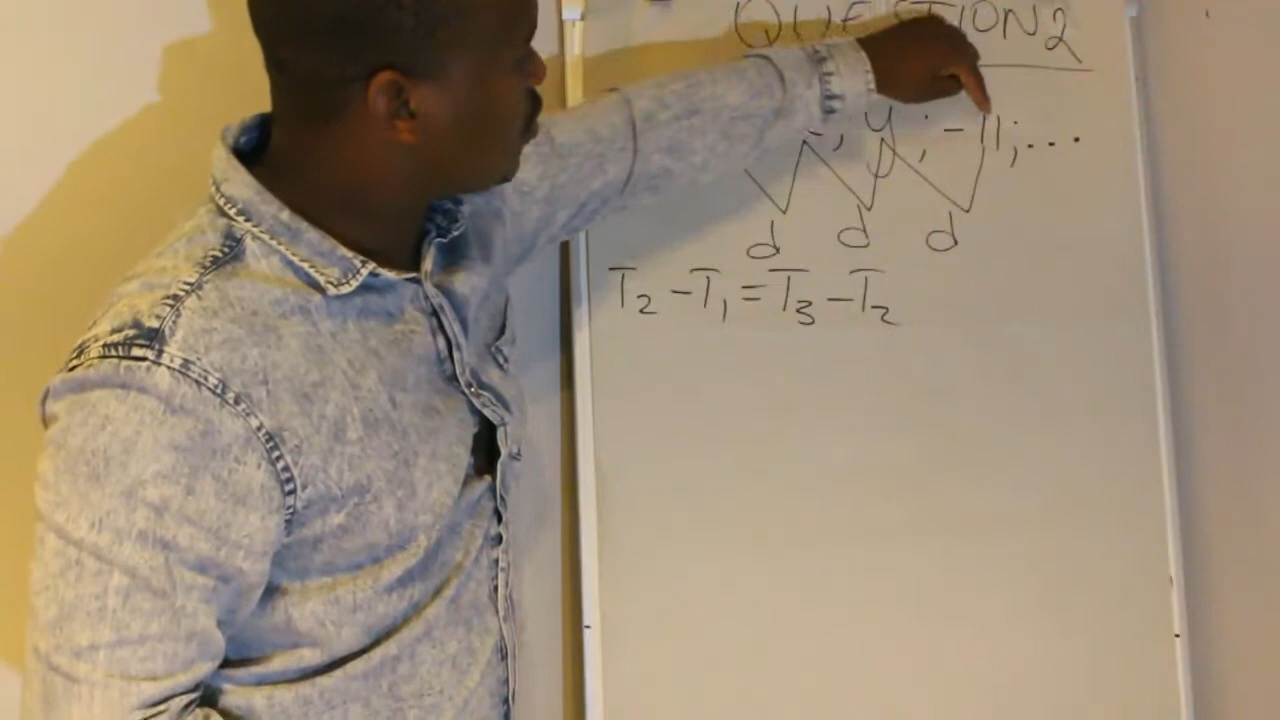 QUESTION 2
; y ; -11; ...
d d d
T2 - T1 = T3 - T2